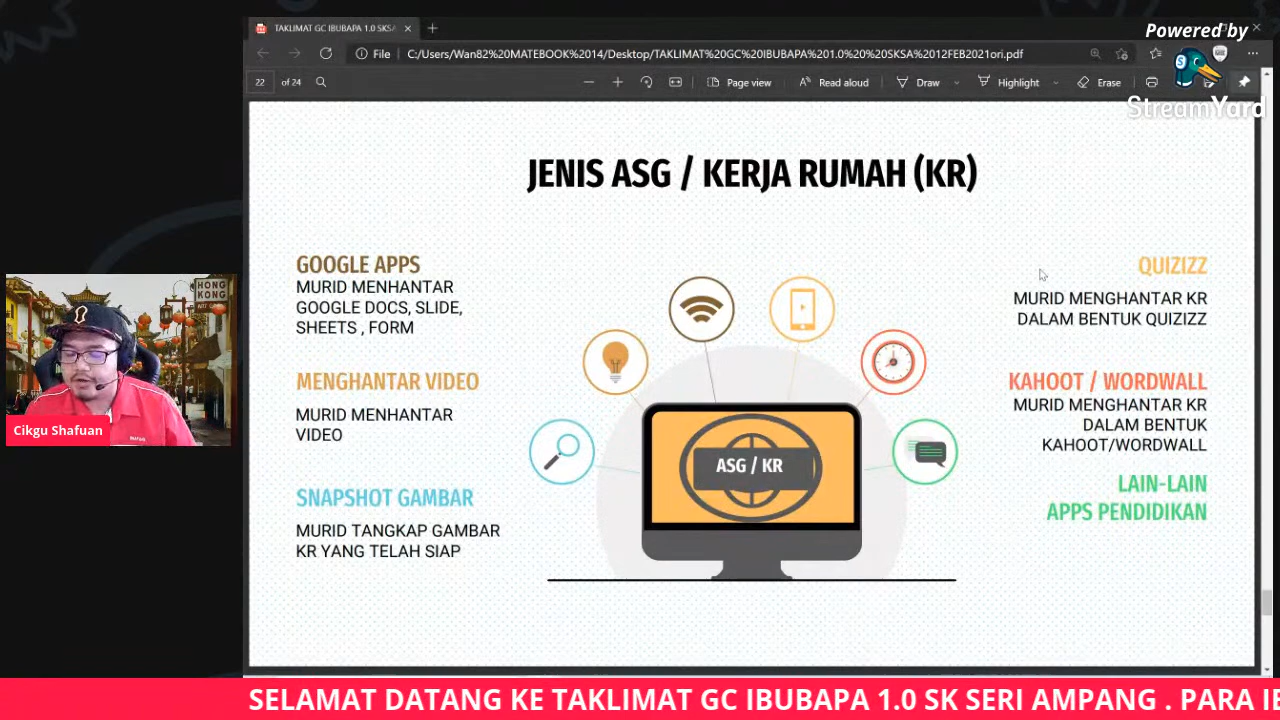 TAKLIMAT GC IBUBAPA 1.0 SKSA
Powered by
StreamYard
File
C:/Users/Wan82%20MATEBOOK%2014/Desktop/TAKLIMAT%20GC%20IBUBAPA%201.0%20%20SKSA%2012FEB2021ori.pdf
22 of 24
Page view
Read aloud
Draw
Highlight
Erase
JENIS ASG / KERJA RUMAH (KR)
GOOGLE APPS
MURID MENHANTAR
GOOGLE DOCS, SLIDE,
SHEETS , FORM
MENGHANTAR VIDEO
MURID MENHANTAR
VIDEO
SNAPSHOT GAMBAR
MURID TANGKAP GAMBAR
KR YANG TELAH SIAP
ASG / KR
QUIZIZZ
MURID MENGHANTAR KR
DALAM BENTUK QUIZIZZ
KAHOOT / WORDWALL
MURID MENGHANTAR KR
DALAM BENTUK
KAHOOT/WORDWALL
LAIN-LAIN
APPS PENDIDIKAN
HONG
KONG
Cikgu Shafuan
SELAMAT DATANG KE TAKLIMAT GC IBUBAPA 1.0 SK SERI AMPANG . PARA IB